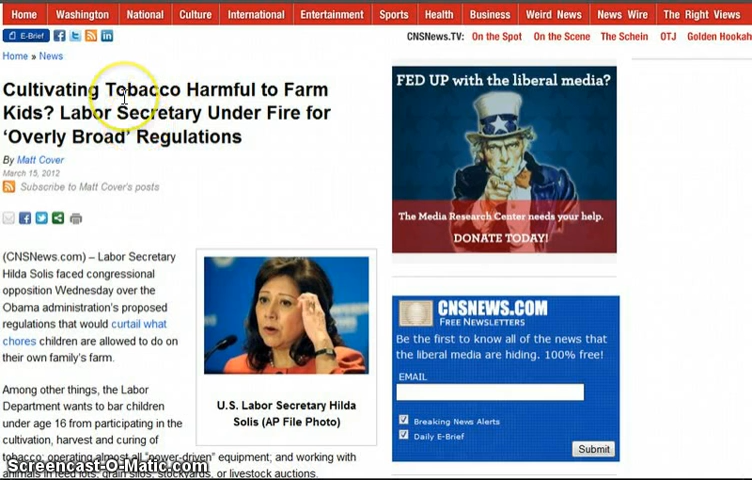 Home Washington National Culture International Entertainment Sports Health Business Weird News News Wire The Right Views
E-Brief
CNSNews.TV: On the Spot On the Scene The Schein OTJ Golden Hookah
Home » News
Cultivating Tobacco Harmful to Farm
Kids? Labor Secretary Under Fire for
‘Overly Broad’ Regulations
By Matt Cover
March 15, 2012
Subscribe to Matt Cover's posts
(CNSNews.com) – Labor Secretary
Hilda Solis faced congressional
opposition Wednesday over the
Obama administration's proposed
regulations that would curtail what
chores children are allowed to do on
their own family's farm.
Among other things, the Labor
Department wants to bar children
under age 16 from participating in the
cultivation, harvest and curing of
tobacco; operating almost all “power-driven” equipment; and working with
animals in feed lots, grain silos, stockyards, or livestock auctions.
U.S. Labor Secretary Hilda
Solis (AP File Photo)
FED UP with the liberal media?
The Media Research Center needs your help.
DONATE TODAY!
CNSNEWS.COM
FREE NEWSLETTERS
Be the first to know all of the news that
the liberal media are hiding. 100% free!
EMAIL
Breaking News Alerts
Daily E-Brief
Submit
Screencast-O-Matic.com